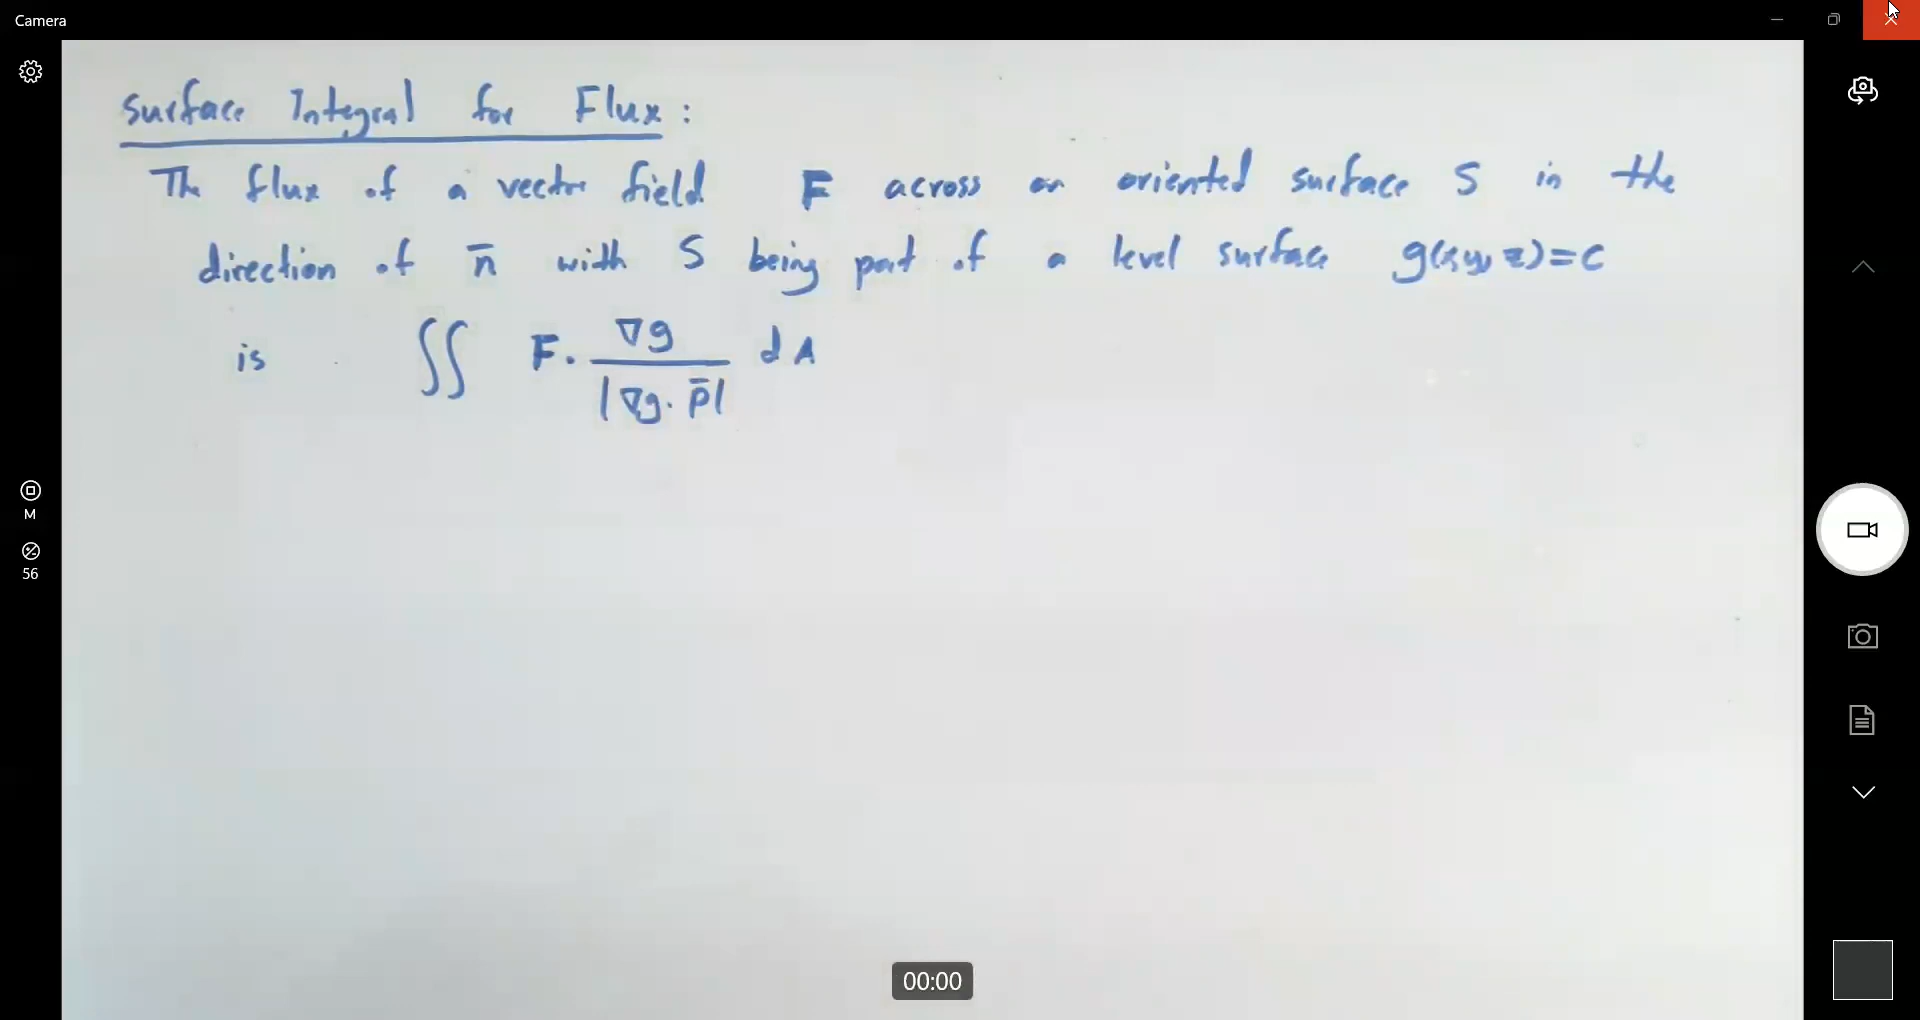 Camera
Surface Integral for Flux:
The flux of a vector field F across an oriented surface S in the
direction of n̄ with S being part of a level surface g(x,y,z)=c
is ∬ F · ∇g / |∇g · p̄| dA
M
56
00:00